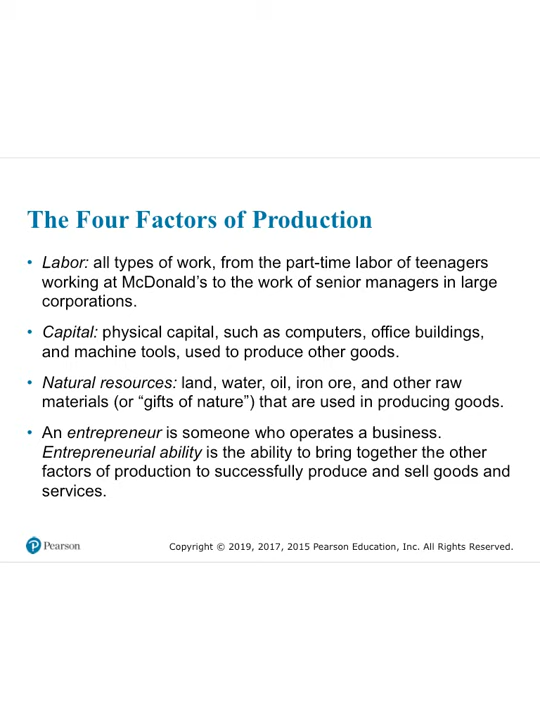 The Four Factors of Production
• Labor: all types of work, from the part-time labor of teenagers
working at McDonald’s to the work of senior managers in large
corporations.
• Capital: physical capital, such as computers, office buildings,
and machine tools, used to produce other goods.
• Natural resources: land, water, oil, iron ore, and other raw
materials (or “gifts of nature”) that are used in producing goods.
• An entrepreneur is someone who operates a business.
Entrepreneurial ability is the ability to bring together the other
factors of production to successfully produce and sell goods and
services.
P Pearson
Copyright © 2019, 2017, 2015 Pearson Education, Inc. All Rights Reserved.